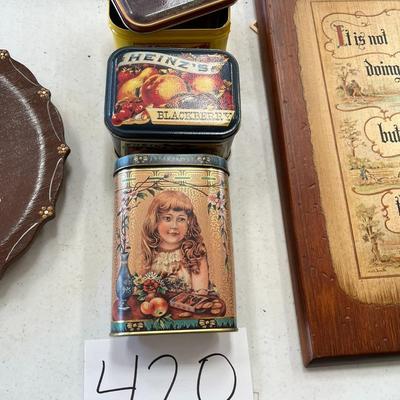 HEINZ'S
BLACKBERRY
It is not
doing
but
420